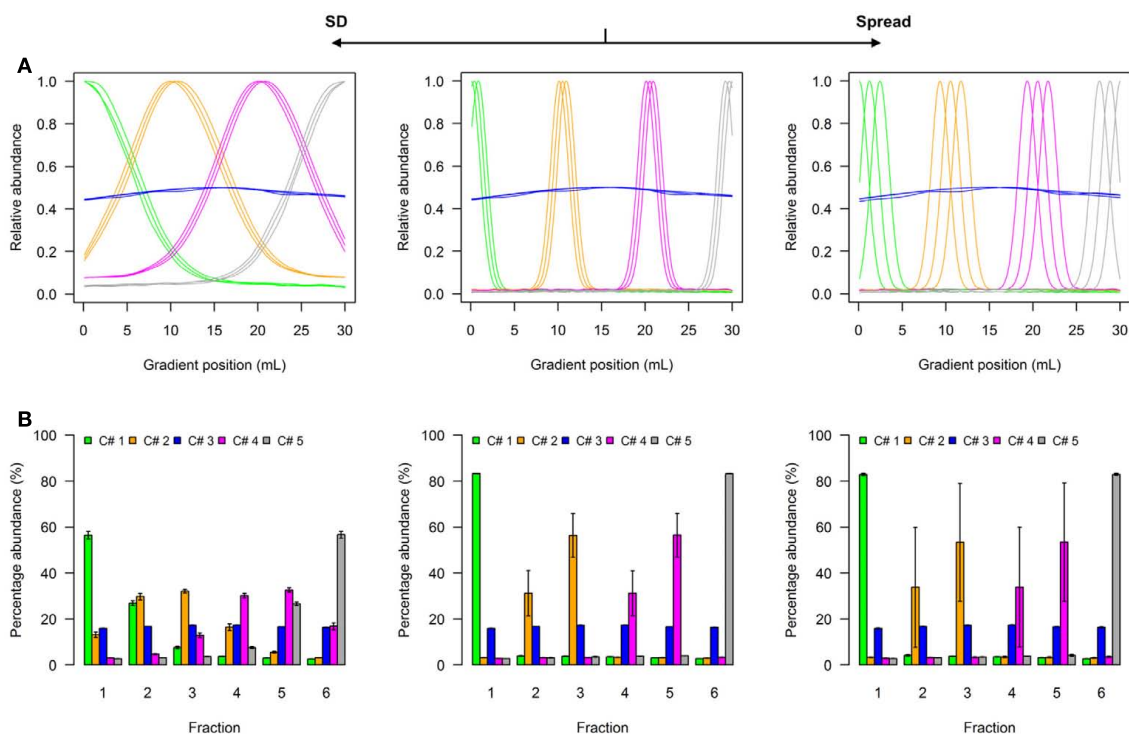 SD Spread
A
Relative abundance
1.0
0.8
0.6
0.4
0.2
0.0
0 5 10 15 20 25 30
Gradient position (mL)
Relative abundance
1.0
0.8
0.6
0.4
0.2
0.0
0 5 10 15 20 25 30
Gradient position (mL)
Relative abundance
1.0
0.8
0.6
0.4
0.2
0.0
0 5 10 15 20 25 30
Gradient position (mL)
B
Percentage abundance (%)
100
80
60
40
20
0
C# 1 C# 2 C# 3 C# 4 C# 5
1 2 3 4 5 6
Fraction
Percentage abundance (%)
100
80
60
40
20
0
C# 1 C# 2 C# 3 C# 4 C# 5
1 2 3 4 5 6
Fraction
Percentage abundance (%)
100
80
60
40
20
0
C# 1 C# 2 C# 3 C# 4 C# 5
1 2 3 4 5 6
Fraction